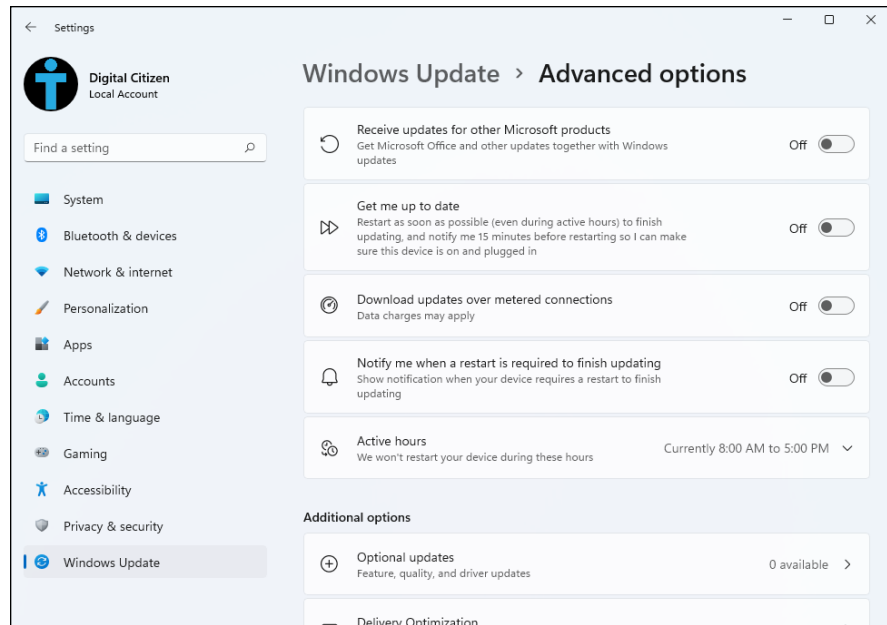 Settings
Digital Citizen
Local Account
Find a setting
System
Bluetooth & devices
Network & internet
Personalization
Apps
Accounts
Time & language
Gaming
Accessibility
Privacy & security
Windows Update
Windows Update > Advanced options
Receive updates for other Microsoft products
Get Microsoft Office and other updates together with Windows
updates
Off
Get me up to date
Restart as soon as possible (even during active hours) to finish
updating, and notify me 15 minutes before restarting so I can make
sure this device is on and plugged in
Off
Download updates over metered connections
Data charges may apply
Off
Notify me when a restart is required to finish updating
Show notification when your device requires a restart to finish
updating
Off
Active hours
We won't restart your device during these hours
Currently 8:00 AM to 5:00 PM
Additional options
Optional updates
Feature, quality, and driver updates
0 available
Delivery Optimization